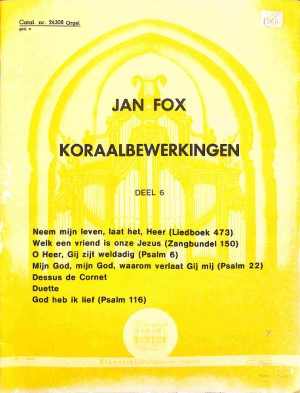 Catal. nr. 24308 Orgel.
JAN FOX
KORAALBEWERKINGEN
DEEL 6
Neem mijn leven, laat het, Heer (Liedboek 473)
Welk een vriend is onze Jezus (Zangbundel 150)
O Heer, Gij zijt weldadig (Psalm 6)
Mijn God, mijn God, waarom verlaat Gij mij (Psalm 22)
Dessus de Cornet
Duette
God heb ik lief (Psalm 116)